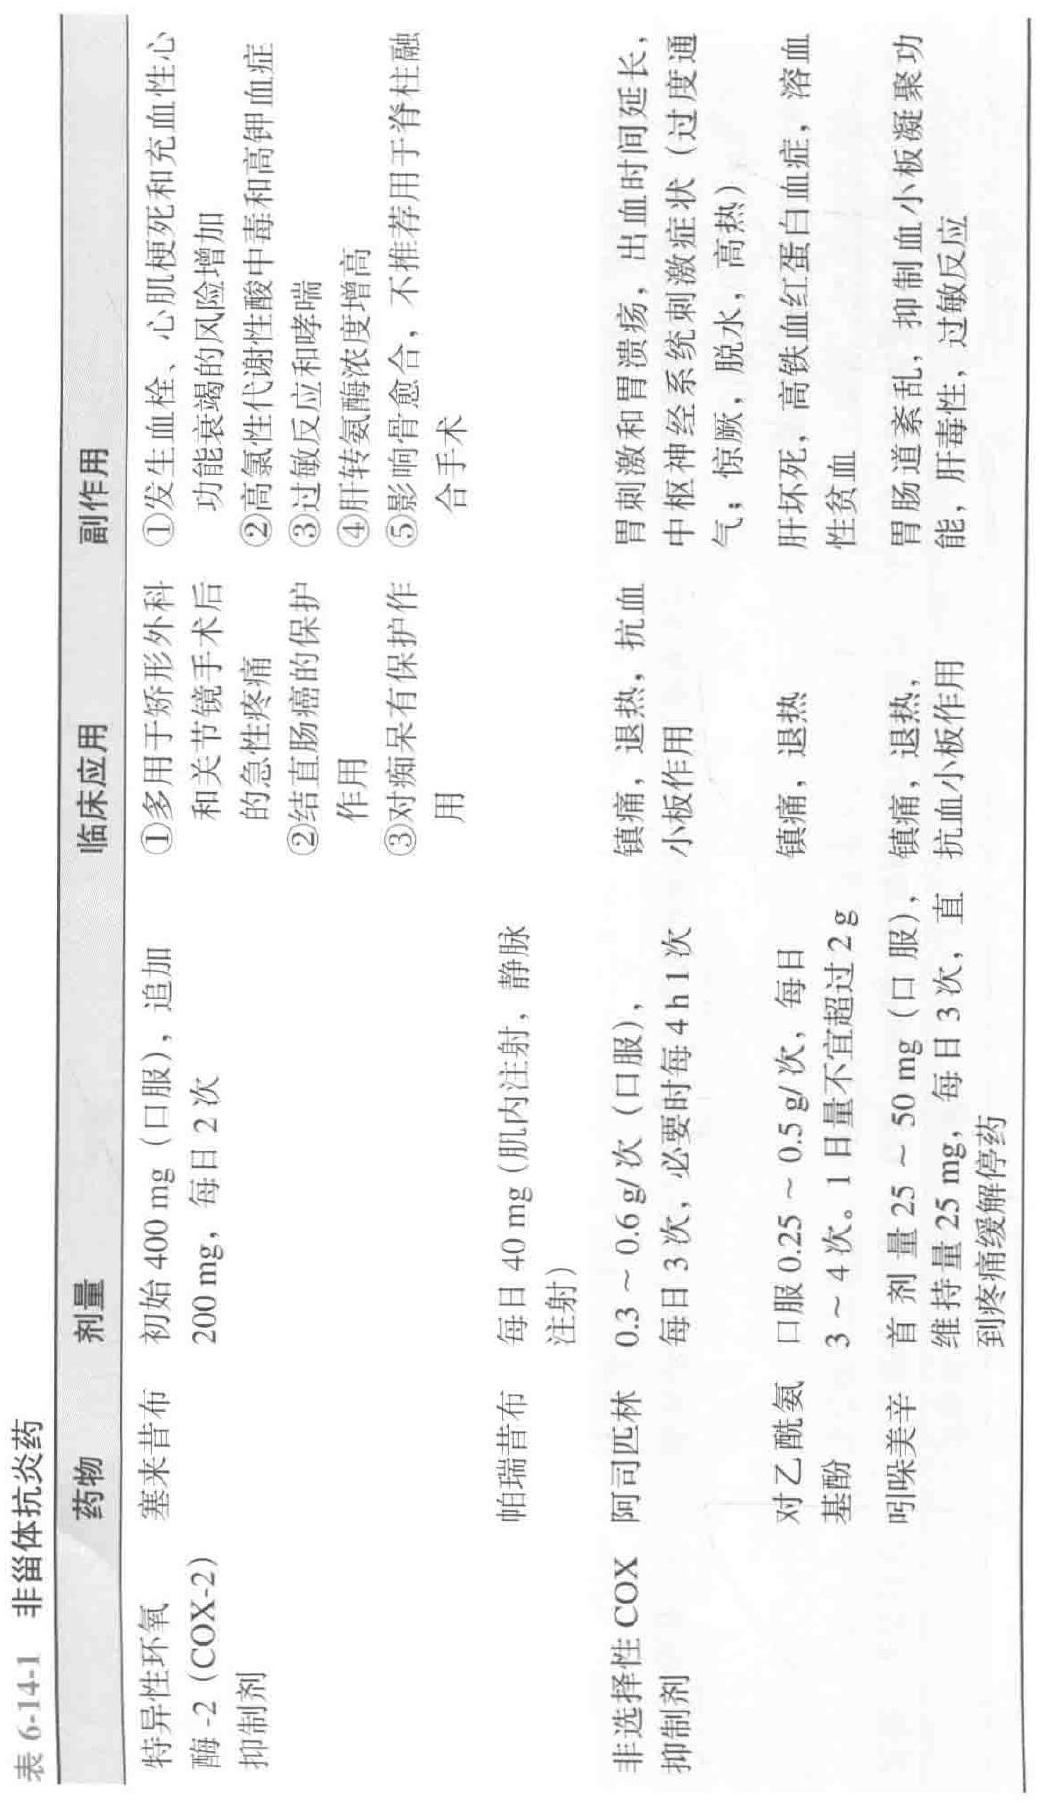 表 6-14-1 非甾体抗炎药
药物 剂量 临床应用 副作用
特异性环氧 塞来昔布 初始 400 mg（口服），追加 ①多用于矫形外科 ①发生血栓、心肌梗死和充血性心
酶 -2（COX-2） 200 mg，每日 2 次 和关节镜手术后 功能衰竭的风险增加
抑制剂 的急性疼痛 ②高氯性代谢性酸中毒和高钾血症
②结直肠癌的保护 ③过敏反应和哮喘
作用 ④肝转氨酶浓度增高
③对痴呆有保护作 ⑤影响骨愈合，不推荐用于脊柱融
用 合手术
帕瑞昔布 每日 40 mg（肌内注射，静脉
注射）
非选择性 COX 阿司匹林 0.3 ~ 0.6 g/ 次（口服）， 镇痛，退热，抗血 胃刺激和胃溃疡，出血时间延长，
抑制剂 每日 3 次，必要时每 4 h 1 次 小板作用 中枢神经系统刺激症状（过度通
气；惊厥，脱水，高热）
对乙酰氨 口服 0.25 ~ 0.5 g/ 次，每日 镇痛，退热 肝坏死，高铁血红蛋白血症，溶血
基酚 3 ~ 4 次。1 日量不宜超过 2 g 性贫血
吲哚美辛 首剂量 25 ~ 50 mg（口服）， 镇痛，退热， 胃肠道紊乱，抑制血小板凝聚功
维持量 25 mg，每日 3 次，直 抗血小板作用 能，肝毒性，过敏反应
到疼痛缓解停药